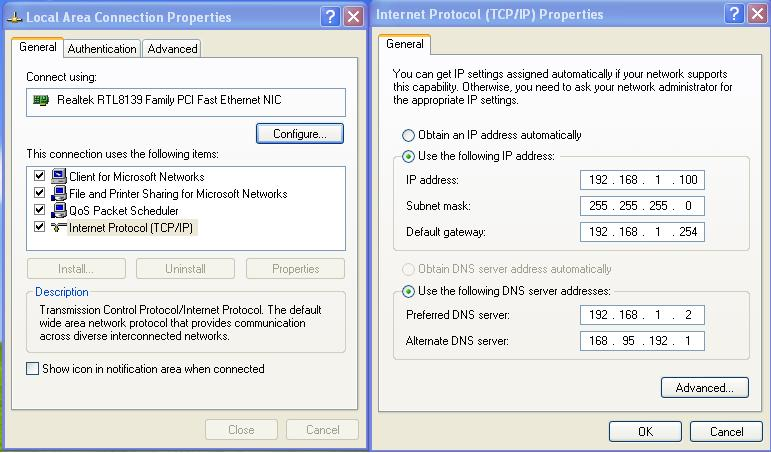 Local Area Connection Properties
General
Authentication
Advanced
Connect using:
Realtek RTL8139 Family PCI Fast Ethernet NIC
Configure...
This connection uses the following items:
Client for Microsoft Networks
File and Printer Sharing for Microsoft Networks
QoS Packet Scheduler
Internet Protocol (TCP/IP)
Install...
Uninstall
Properties
Description
Transmission Control Protocol/Internet Protocol. The default
wide area network protocol that provides communication
across diverse interconnected networks.
Show icon in notification area when connected
Close
Cancel
Internet Protocol (TCP/IP) Properties
General
You can get IP settings assigned automatically if your network supports
this capability. Otherwise, you need to ask your network administrator for
the appropriate IP settings.
Obtain an IP address automatically
Use the following IP address:
IP address: 192 . 168 . 1 . 100
Subnet mask: 255 . 255 . 255 . 0
Default gateway: 192 . 168 . 1 . 254
Obtain DNS server address automatically
Use the following DNS server addresses:
Preferred DNS server: 192 . 168 . 1 . 2
Alternate DNS server: 168 . 95 . 192 . 1
Advanced...
OK
Cancel